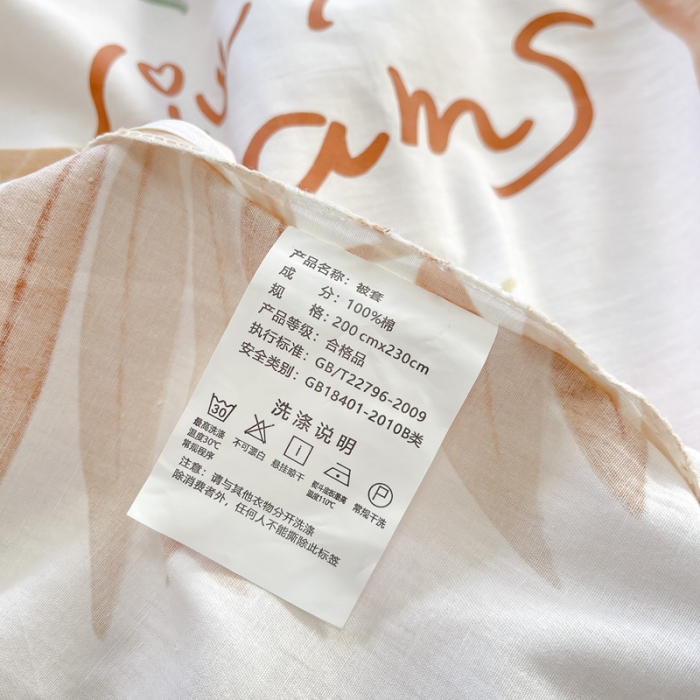 ams
产品名称：被套
成 分：100%棉
规 格：200 cmx230cm
产品等级：合格品
执行标准：GB/T22796-2009
安全类别：GB18401-2010B类
洗涤说明
30
P
最高洗涤
温度30℃
常规程序
不可漂白
悬挂晾干
熨斗底板最高
温度110℃
常规干洗
注意：请与其他衣物分开洗涤
除消费者外，任何人不能撕除此标签